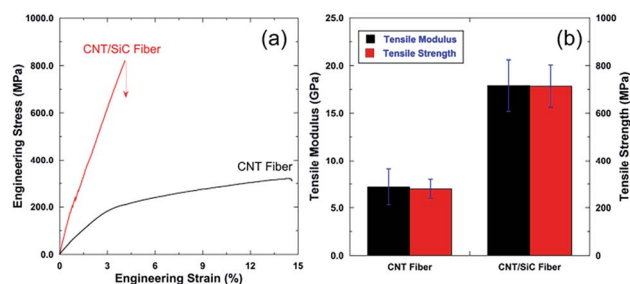 (a)
CNT/SiC Fiber
CNT Fiber
Engineering Stress (MPa)
1000.0
800.0
600.0
400.0
200.0
0.0
0 3 6 9 12 15
Engineering Strain (%)
(b)
Tensile Modulus
Tensile Strength
Tensile Modulus (GPa)
25.0
20.0
15.0
10.0
5.0
0.0
Tensile Strength (MPa)
1000
800
600
400
200
0
CNT Fiber CNT/SiC Fiber